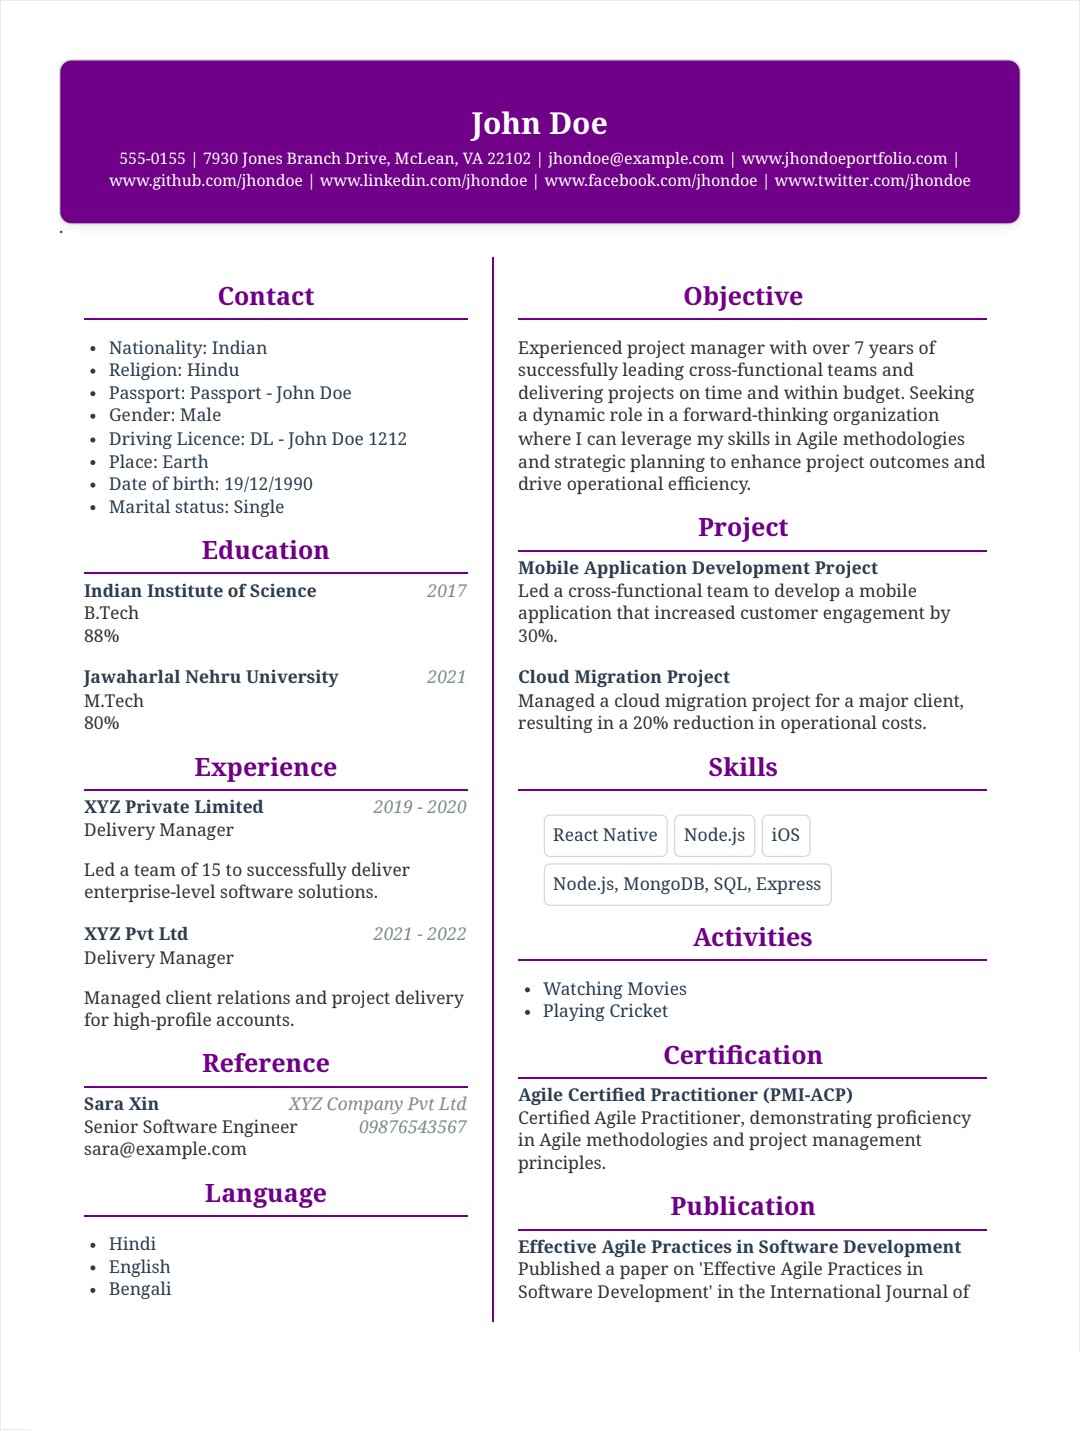 John Doe
555-0155 | 7930 Jones Branch Drive, McLean, VA 22102 | jhondoe@example.com | www.jhondoeportfolio.com |
www.github.com/jhondoe | www.linkedin.com/jhondoe | www.facebook.com/jhondoe | www.twitter.com/jhondoe
.
Contact
• Nationality: Indian
• Religion: Hindu
• Passport: Passport - John Doe
• Gender: Male
• Driving Licence: DL - John Doe 1212
• Place: Earth
• Date of birth: 19/12/1990
• Marital status: Single
Education
Indian Institute of Science 2017
B.Tech
88%
Jawaharlal Nehru University 2021
M.Tech
80%
Experience
XYZ Private Limited 2019 - 2020
Delivery Manager
Led a team of 15 to successfully deliver
enterprise-level software solutions.
XYZ Pvt Ltd 2021 - 2022
Delivery Manager
Managed client relations and project delivery
for high-profile accounts.
Reference
Sara Xin XYZ Company Pvt Ltd
Senior Software Engineer 09876543567
sara@example.com
Language
• Hindi
• English
• Bengali
Objective
Experienced project manager with over 7 years of
successfully leading cross-functional teams and
delivering projects on time and within budget. Seeking
a dynamic role in a forward-thinking organization
where I can leverage my skills in Agile methodologies
and strategic planning to enhance project outcomes and
drive operational efficiency.
Project
Mobile Application Development Project
Led a cross-functional team to develop a mobile
application that increased customer engagement by
30%.
Cloud Migration Project
Managed a cloud migration project for a major client,
resulting in a 20% reduction in operational costs.
Skills
React Native Node.js iOS
Node.js, MongoDB, SQL, Express
Activities
• Watching Movies
• Playing Cricket
Certification
Agile Certified Practitioner (PMI-ACP)
Certified Agile Practitioner, demonstrating proficiency
in Agile methodologies and project management
principles.
Publication
Effective Agile Practices in Software Development
Published a paper on 'Effective Agile Practices in
Software Development' in the International Journal of